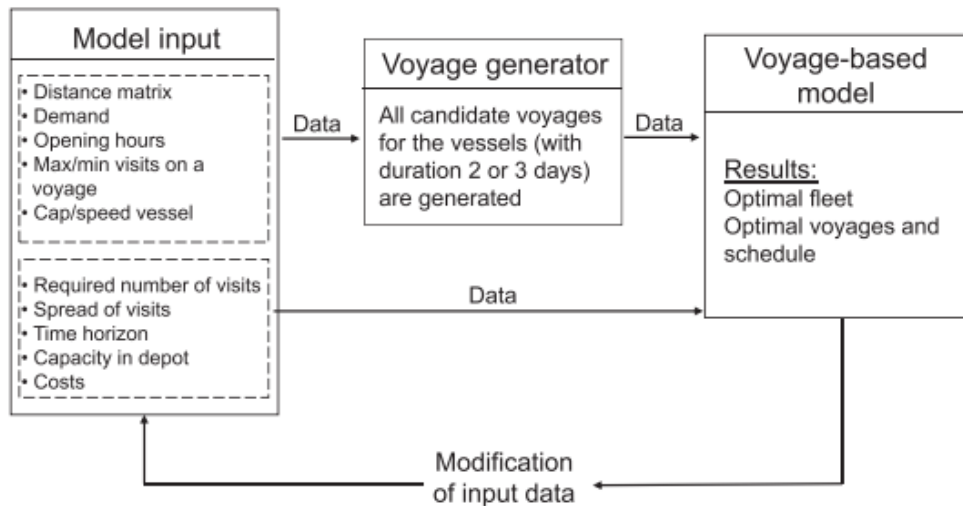 Model input
• Distance matrix
• Demand
• Opening hours
• Max/min visits on a
voyage
• Cap/speed vessel
• Required number of visits
• Spread of visits
• Time horizon
• Capacity in depot
• Costs
Data
Voyage generator
All candidate voyages
for the vessels (with
duration 2 or 3 days)
are generated
Data
Voyage-based
model
Results:
Optimal fleet
Optimal voyages and
schedule
Data
Modification
of input data